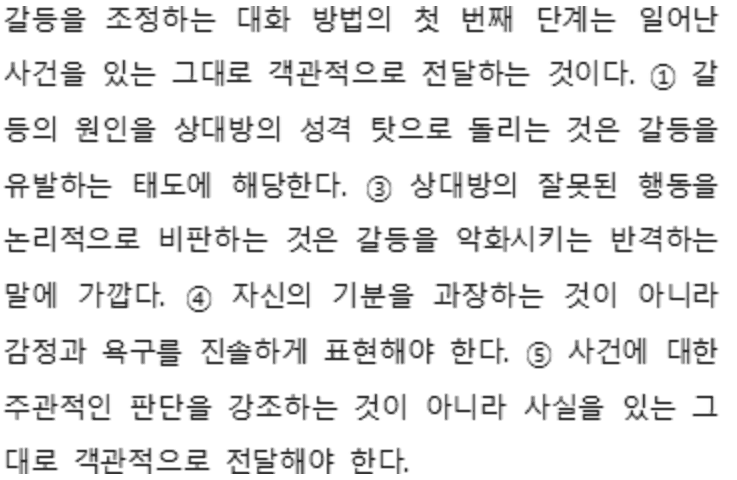 갈등을 조정하는 대화 방법의 첫 번째 단계는 일어난
사건을 있는 그대로 객관적으로 전달하는 것이다. ① 갈
등의 원인을 상대방의 성격 탓으로 돌리는 것은 갈등을
유발하는 태도에 해당한다. ③ 상대방의 잘못된 행동을
논리적으로 비판하는 것은 갈등을 악화시키는 반격하는
말에 가깝다. ④ 자신의 기분을 과장하는 것이 아니라
감정과 욕구를 진솔하게 표현해야 한다. ⑤ 사건에 대한
주관적인 판단을 강조하는 것이 아니라 사실을 있는 그
대로 객관적으로 전달해야 한다.